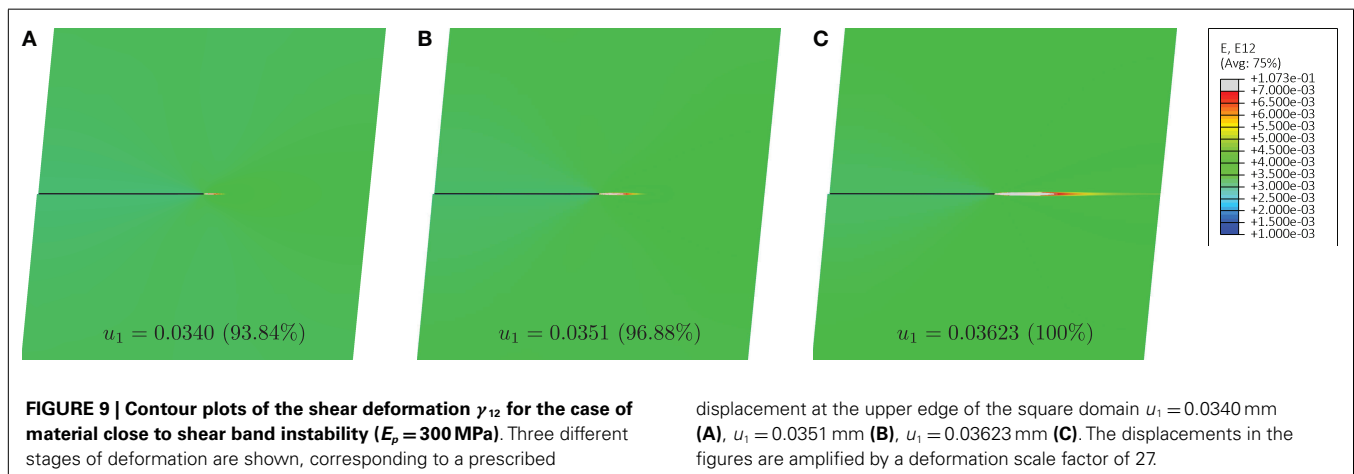 A
B
C
E, E12
(Avg: 75%)
+1.073e-01
+7.000e-03
+6.500e-03
+6.000e-03
+5.500e-03
+5.000e-03
+4.500e-03
+4.000e-03
+3.500e-03
+3.000e-03
+2.500e-03
+2.000e-03
+1.500e-03
+1.000e-03
u₁ = 0.0340 (93.84%)
u₁ = 0.0351 (96.88%)
u₁ = 0.03623 (100%)
FIGURE 9 | Contour plots of the shear deformation γ₁₂ for the case of
material close to shear band instability (Eₚ = 300 MPa). Three different
stages of deformation are shown, corresponding to a prescribed
displacement at the upper edge of the square domain u₁ = 0.0340 mm
(A), u₁ = 0.0351 mm (B), u₁ = 0.03623 mm (C). The displacements in the
figures are amplified by a deformation scale factor of 27.